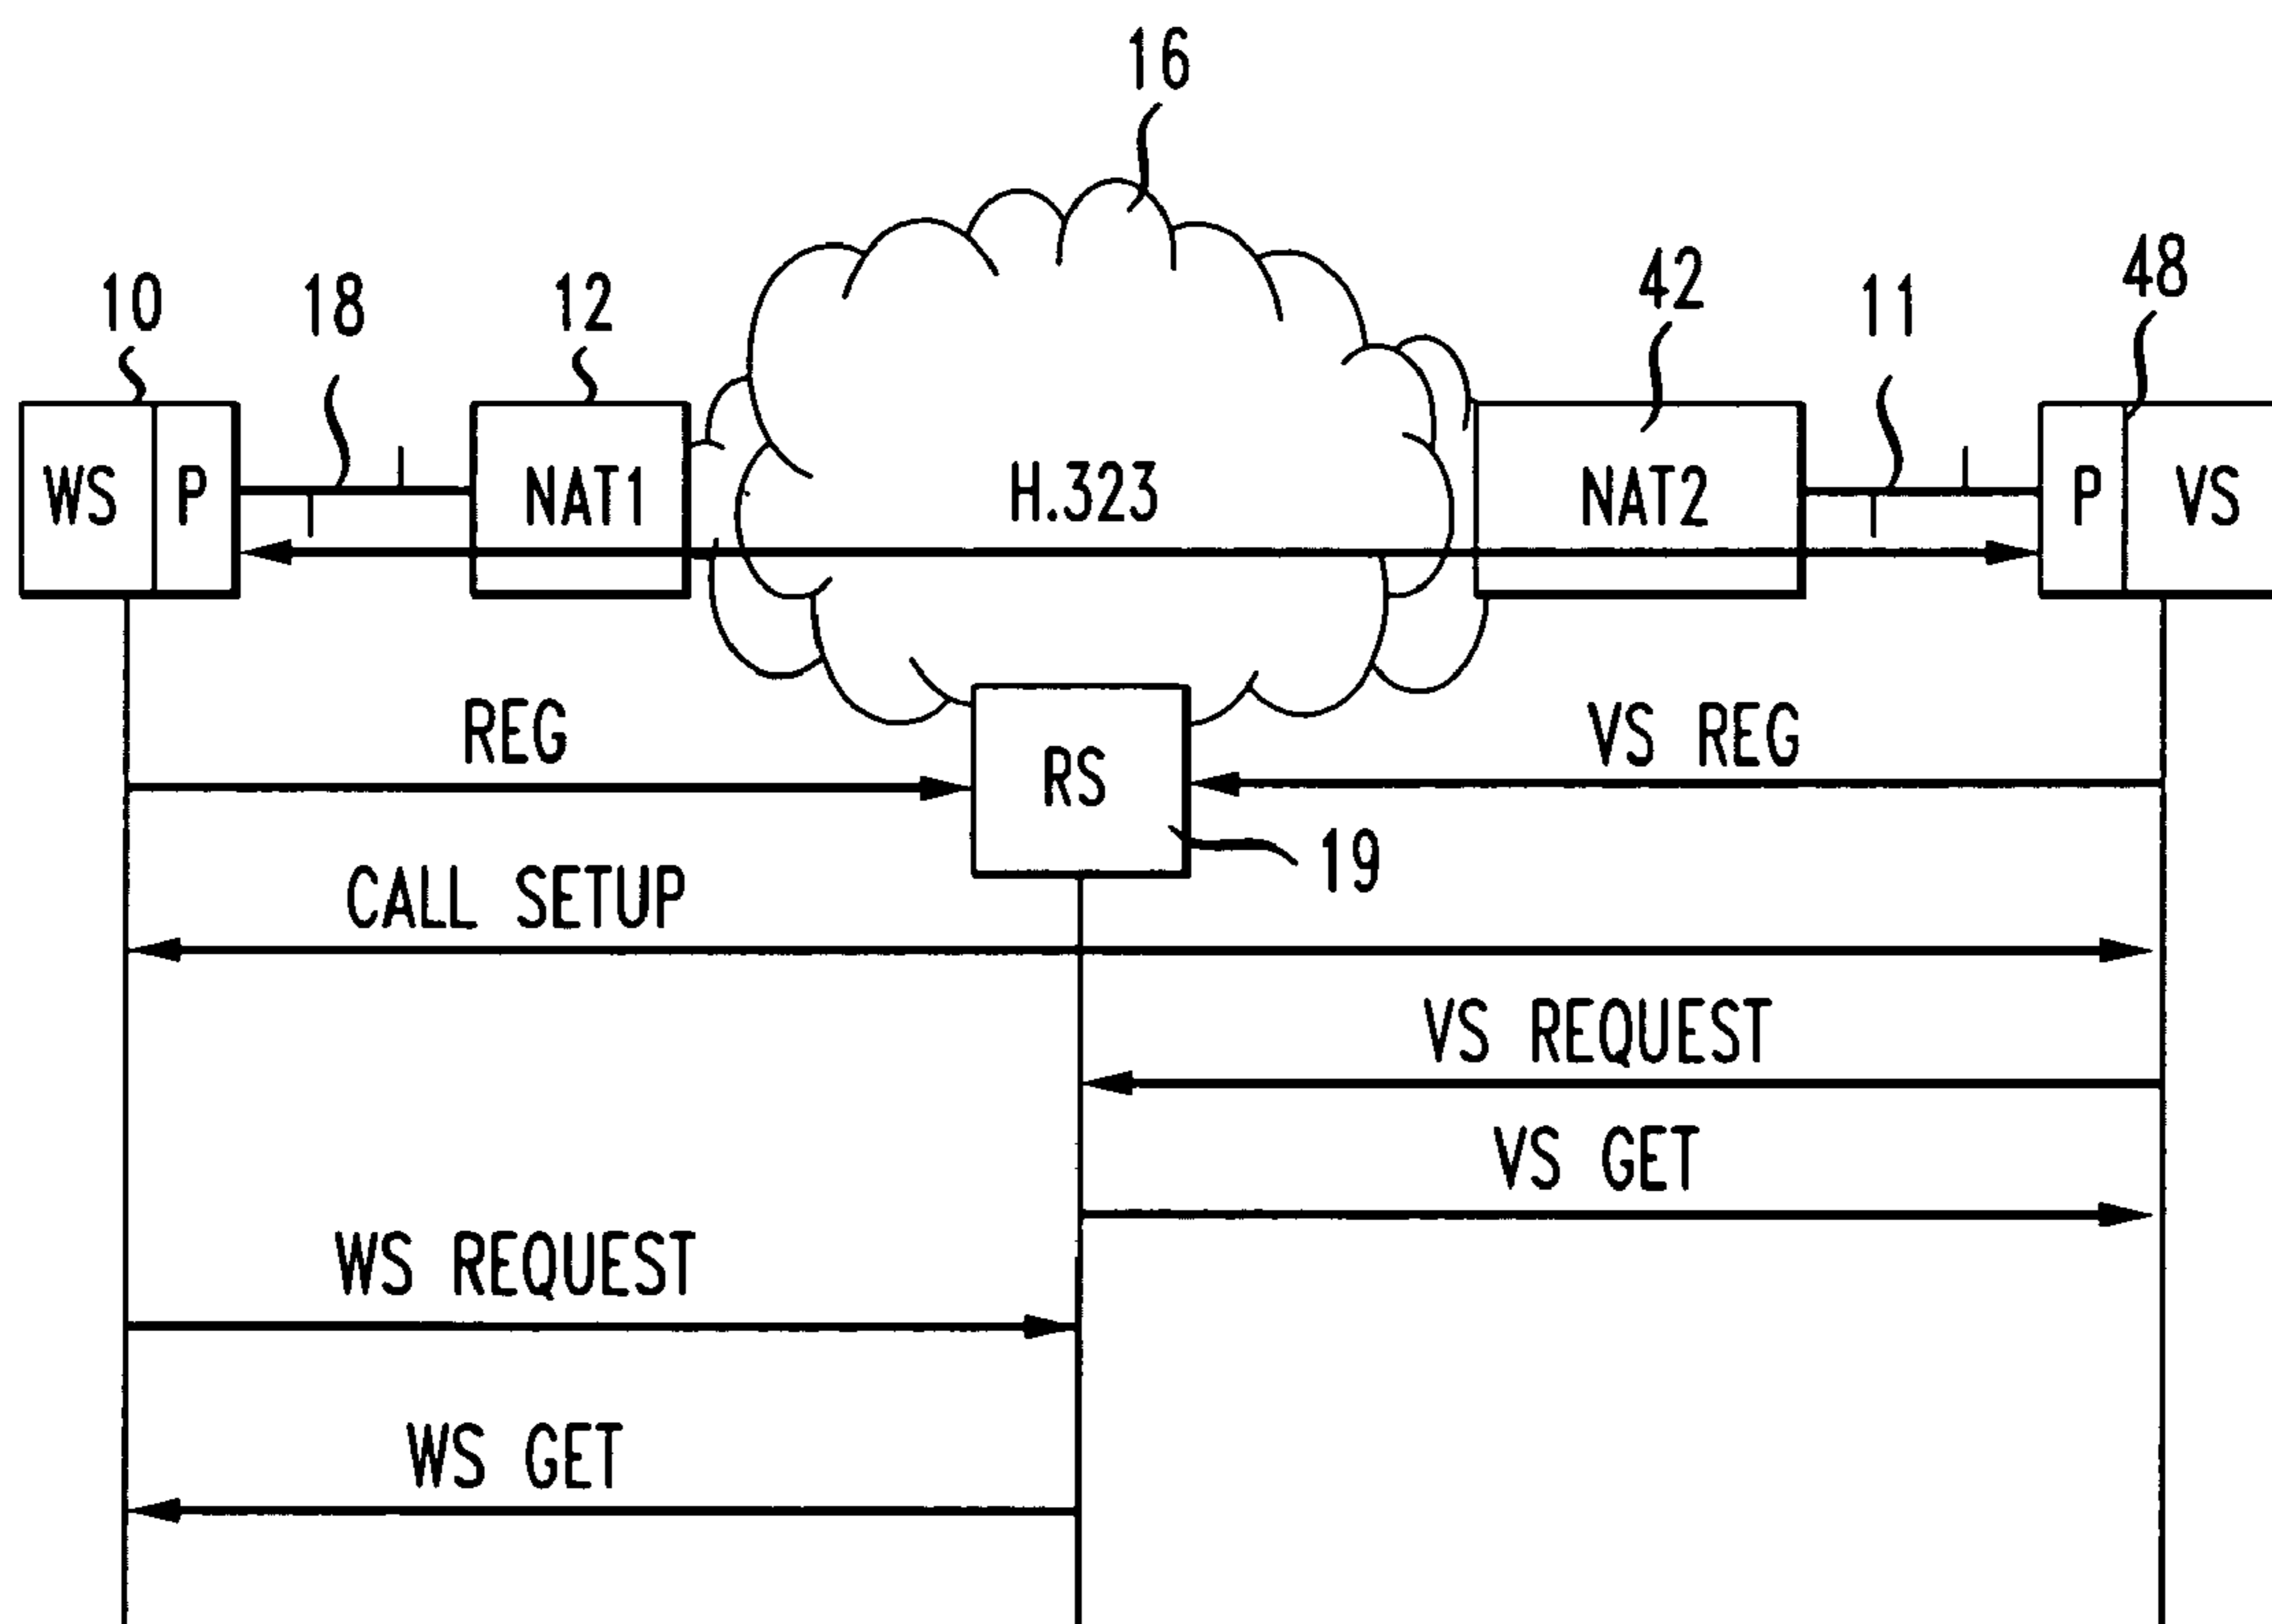 16
10
18
12
42
11
48
WS P
NAT1
H.323
NAT2
P VS
REG
RS
VS REG
19
CALL SETUP
VS REQUEST
VS GET
WS REQUEST
WS GET